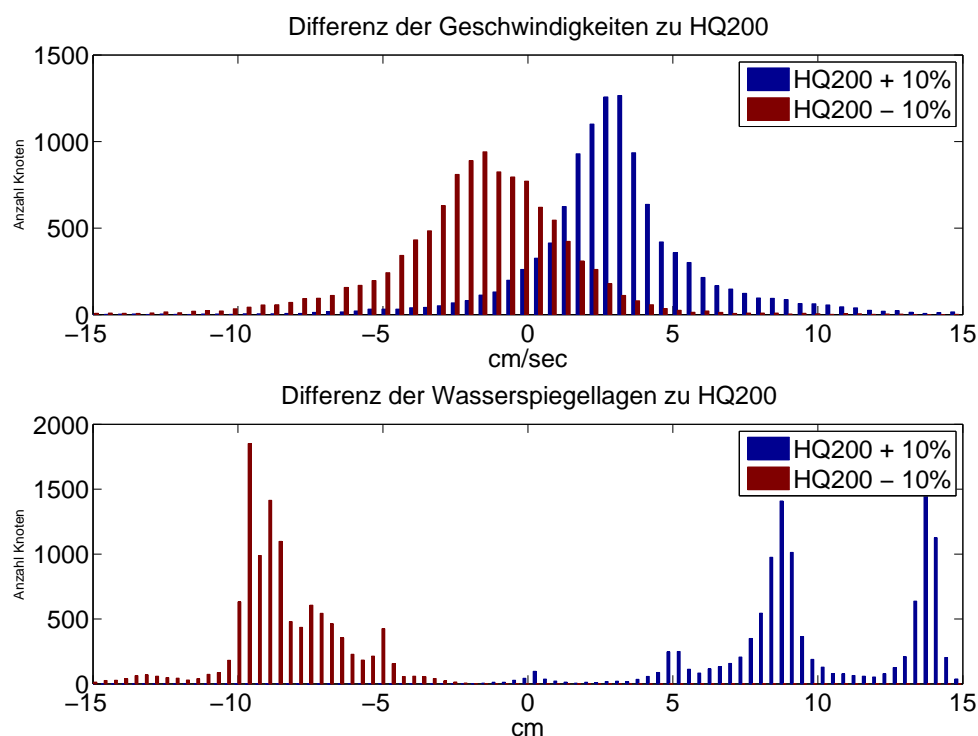 Differenz der Geschwindigkeiten zu HQ200
1500
1000
500
0
Anzahl Knoten
HQ200 + 10%
HQ200 − 10%
−15 −10 −5 0 5 10 15
cm/sec
Differenz der Wasserspiegellagen zu HQ200
2000
1500
1000
500
0
Anzahl Knoten
HQ200 + 10%
HQ200 − 10%
−15 −10 −5 0 5 10 15
cm